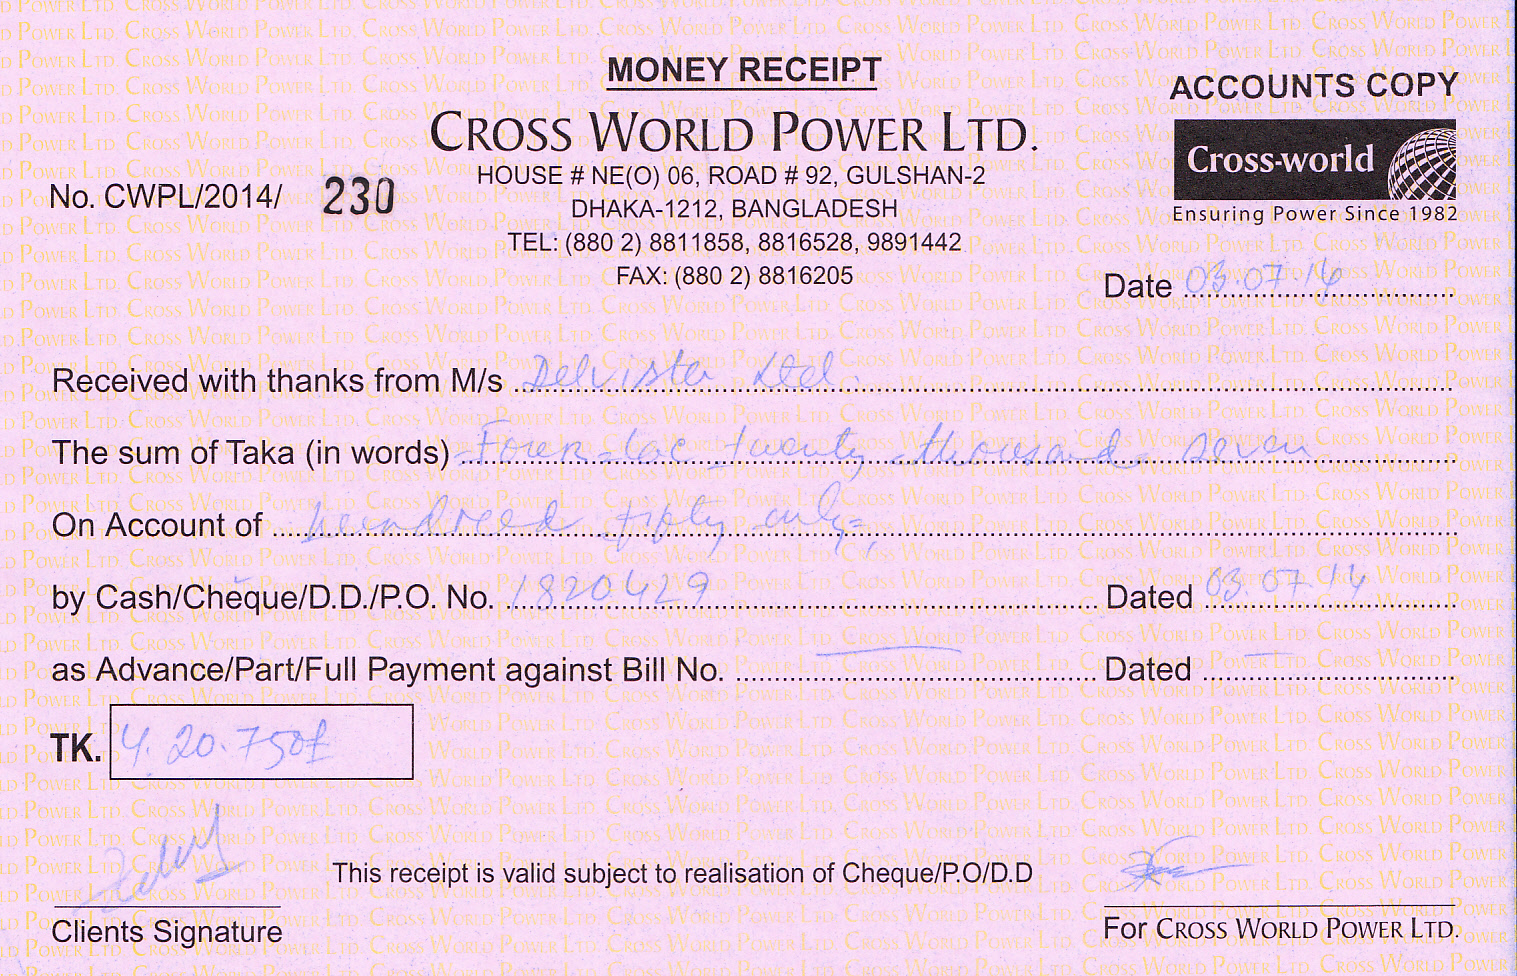 MONEY RECEIPT
ACCOUNTS COPY
CROSS WORLD POWER LTD.
Cross-world
Ensuring Power Since 1982
HOUSE # NE(O) 06, ROAD # 92, GULSHAN-2
No. CWPL/2014/ 230
DHAKA-1212, BANGLADESH
TEL: (880 2) 8811858, 8816528, 9891442
FAX: (880 2) 8816205
Date 03.07.16
Received with thanks from M/s Delvista Ltd.
The sum of Taka (in words) =Four lac twenty thousand seven
On Account of hundreed fifty only=
by Cash/Cheque/D.D./P.O. No. 1820429 Dated 03.07.16
as Advance/Part/Full Payment against Bill No. Dated
TK. 4.20.750/
This receipt is valid subject to realisation of Cheque/P.O/D.D
Clients Signature
For CROSS WORLD POWER LTD.